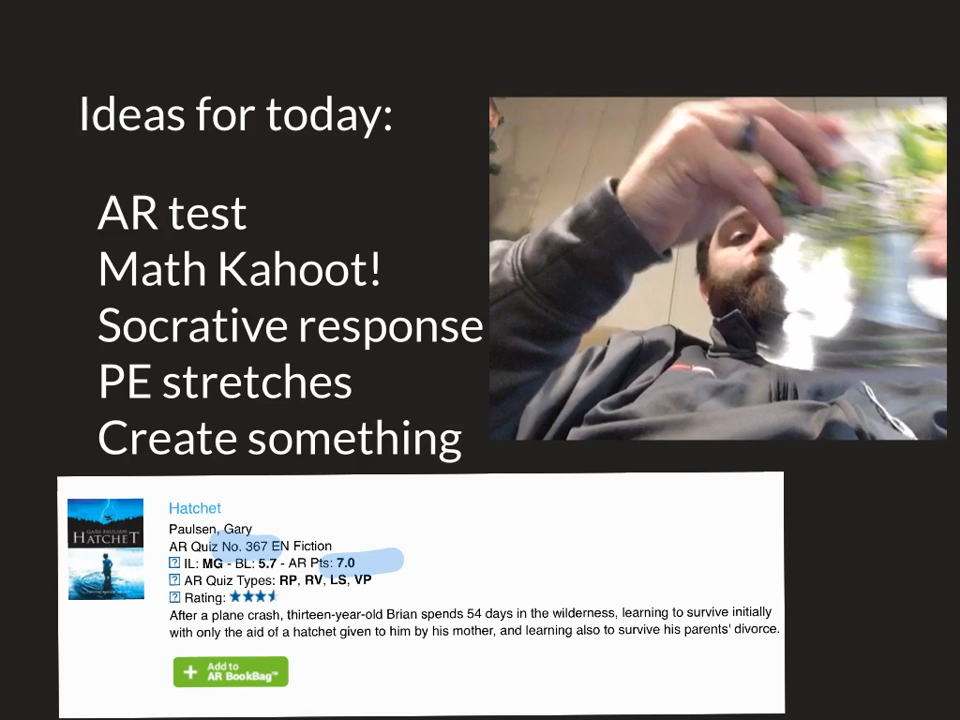 Ideas for today:
AR test
Math Kahoot!
Socrative response
PE stretches
Create something
GARY PAULSEN
HATCHET
Hatchet
Paulsen, Gary
AR Quiz No. 367 EN Fiction
? IL: MG - BL: 5.7 - AR Pts: 7.0
? AR Quiz Types: RP, RV, LS, VP
? Rating:
After a plane crash, thirteen-year-old Brian spends 54 days in the wilderness, learning to survive initially
with only the aid of a hatchet given to him by his mother, and learning also to survive his parents' divorce.
+ Add to
AR BookBag™